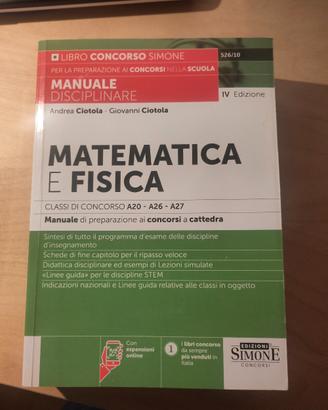 LIBRO CONCORSO SIMONE
526/10
PER LA PREPARAZIONE AI CONCORSI NELLA SCUOLA
MANUALE
DISCIPLINARE
IV Edizione
Andrea Ciotola - Giovanni Ciotola
MATEMATICA
E FISICA
CLASSI DI CONCORSO A20 - A26 - A27
Manuale di preparazione ai concorsi a cattedra
Sintesi di tutto il programma d'esame delle discipline
d'insegnamento
Schede di fine capitolo per il ripasso veloce
Didattica disciplinare ed esempi di Lezioni simulate
«Linee guida» per le discipline STEM
Indicazioni nazionali e Linee guida relative alle classi in oggetto
Con
espansioni
online
1
i libri concorso
da sempre
più venduti in
Italia
EDIZIONI
SIMONE
CONCORSI